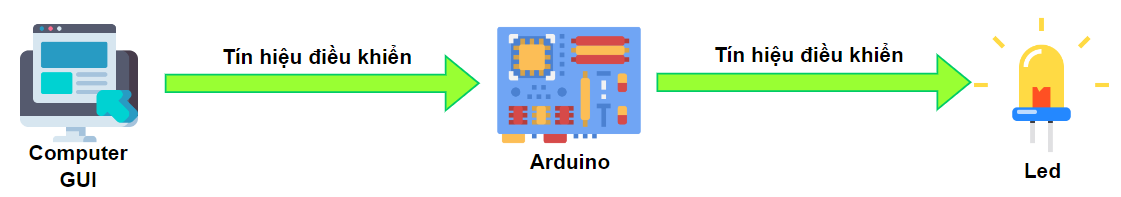 Tín hiệu điều khiển
Tín hiệu điều khiển
Computer
GUI
Arduino
Led